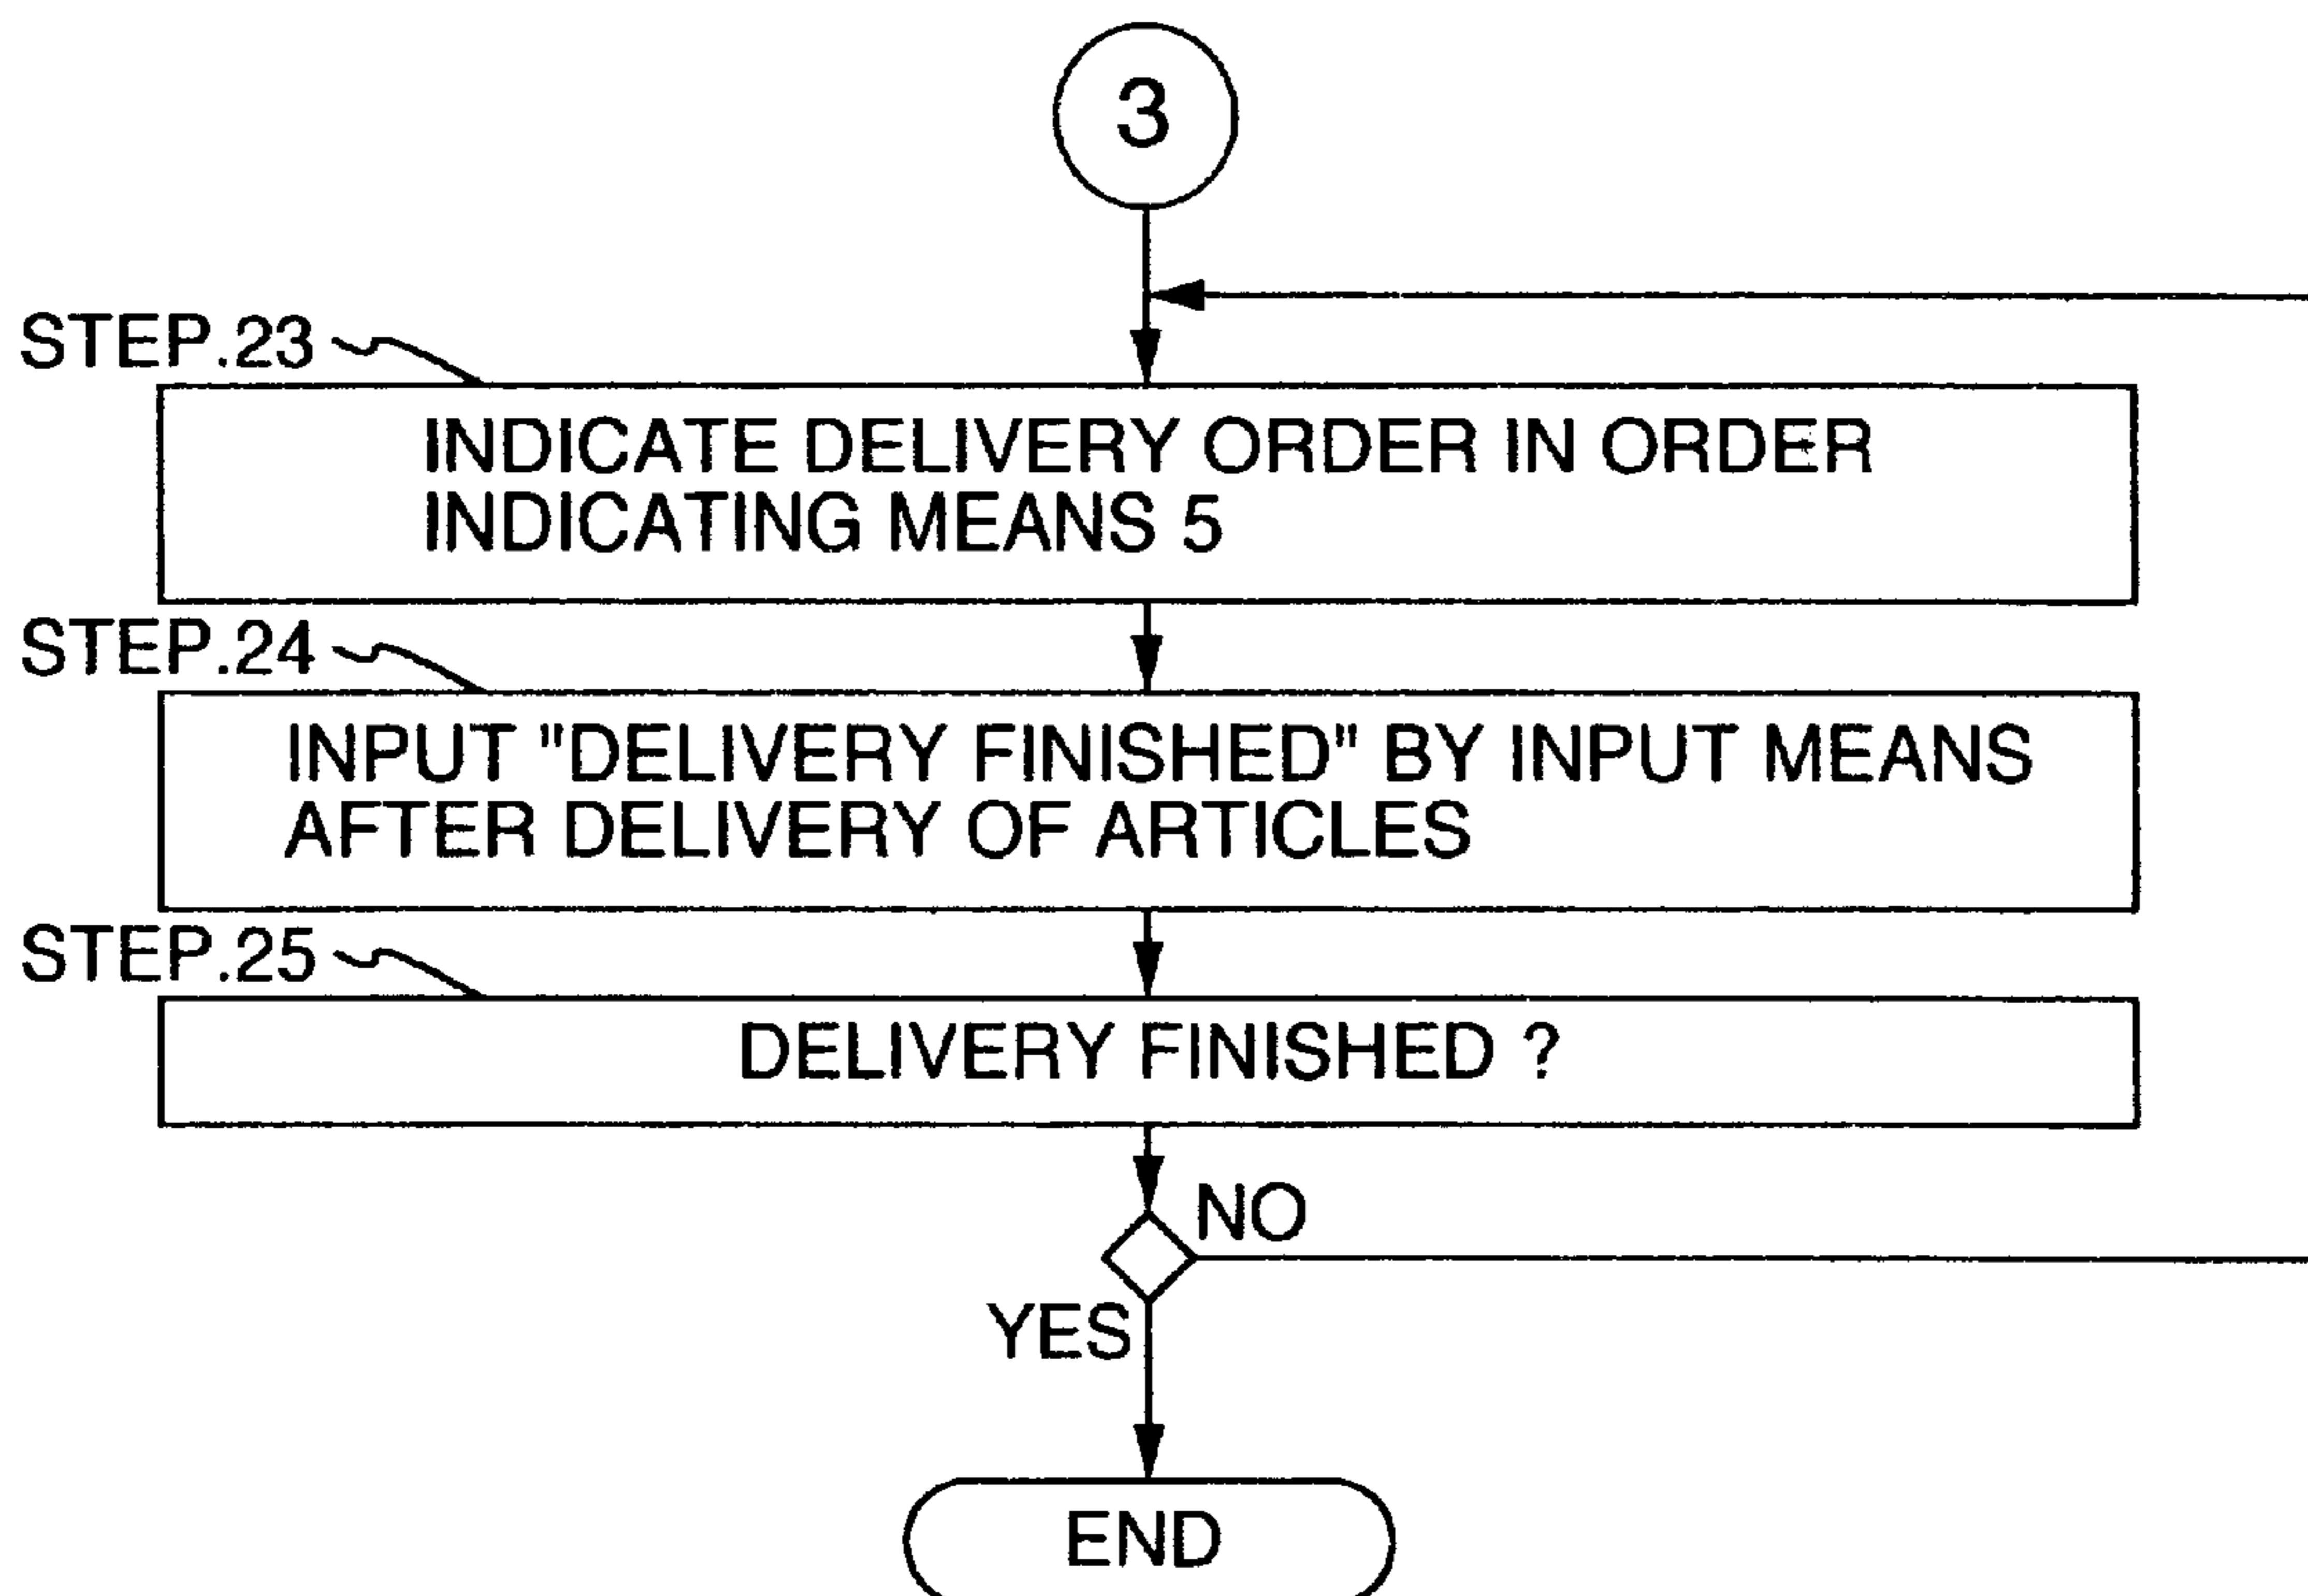 3
STEP.23
INDICATE DELIVERY ORDER IN ORDER
INDICATING MEANS 5
STEP.24
INPUT "DELIVERY FINISHED" BY INPUT MEANS
AFTER DELIVERY OF ARTICLES
STEP.25
DELIVERY FINISHED ?
NO
YES
END